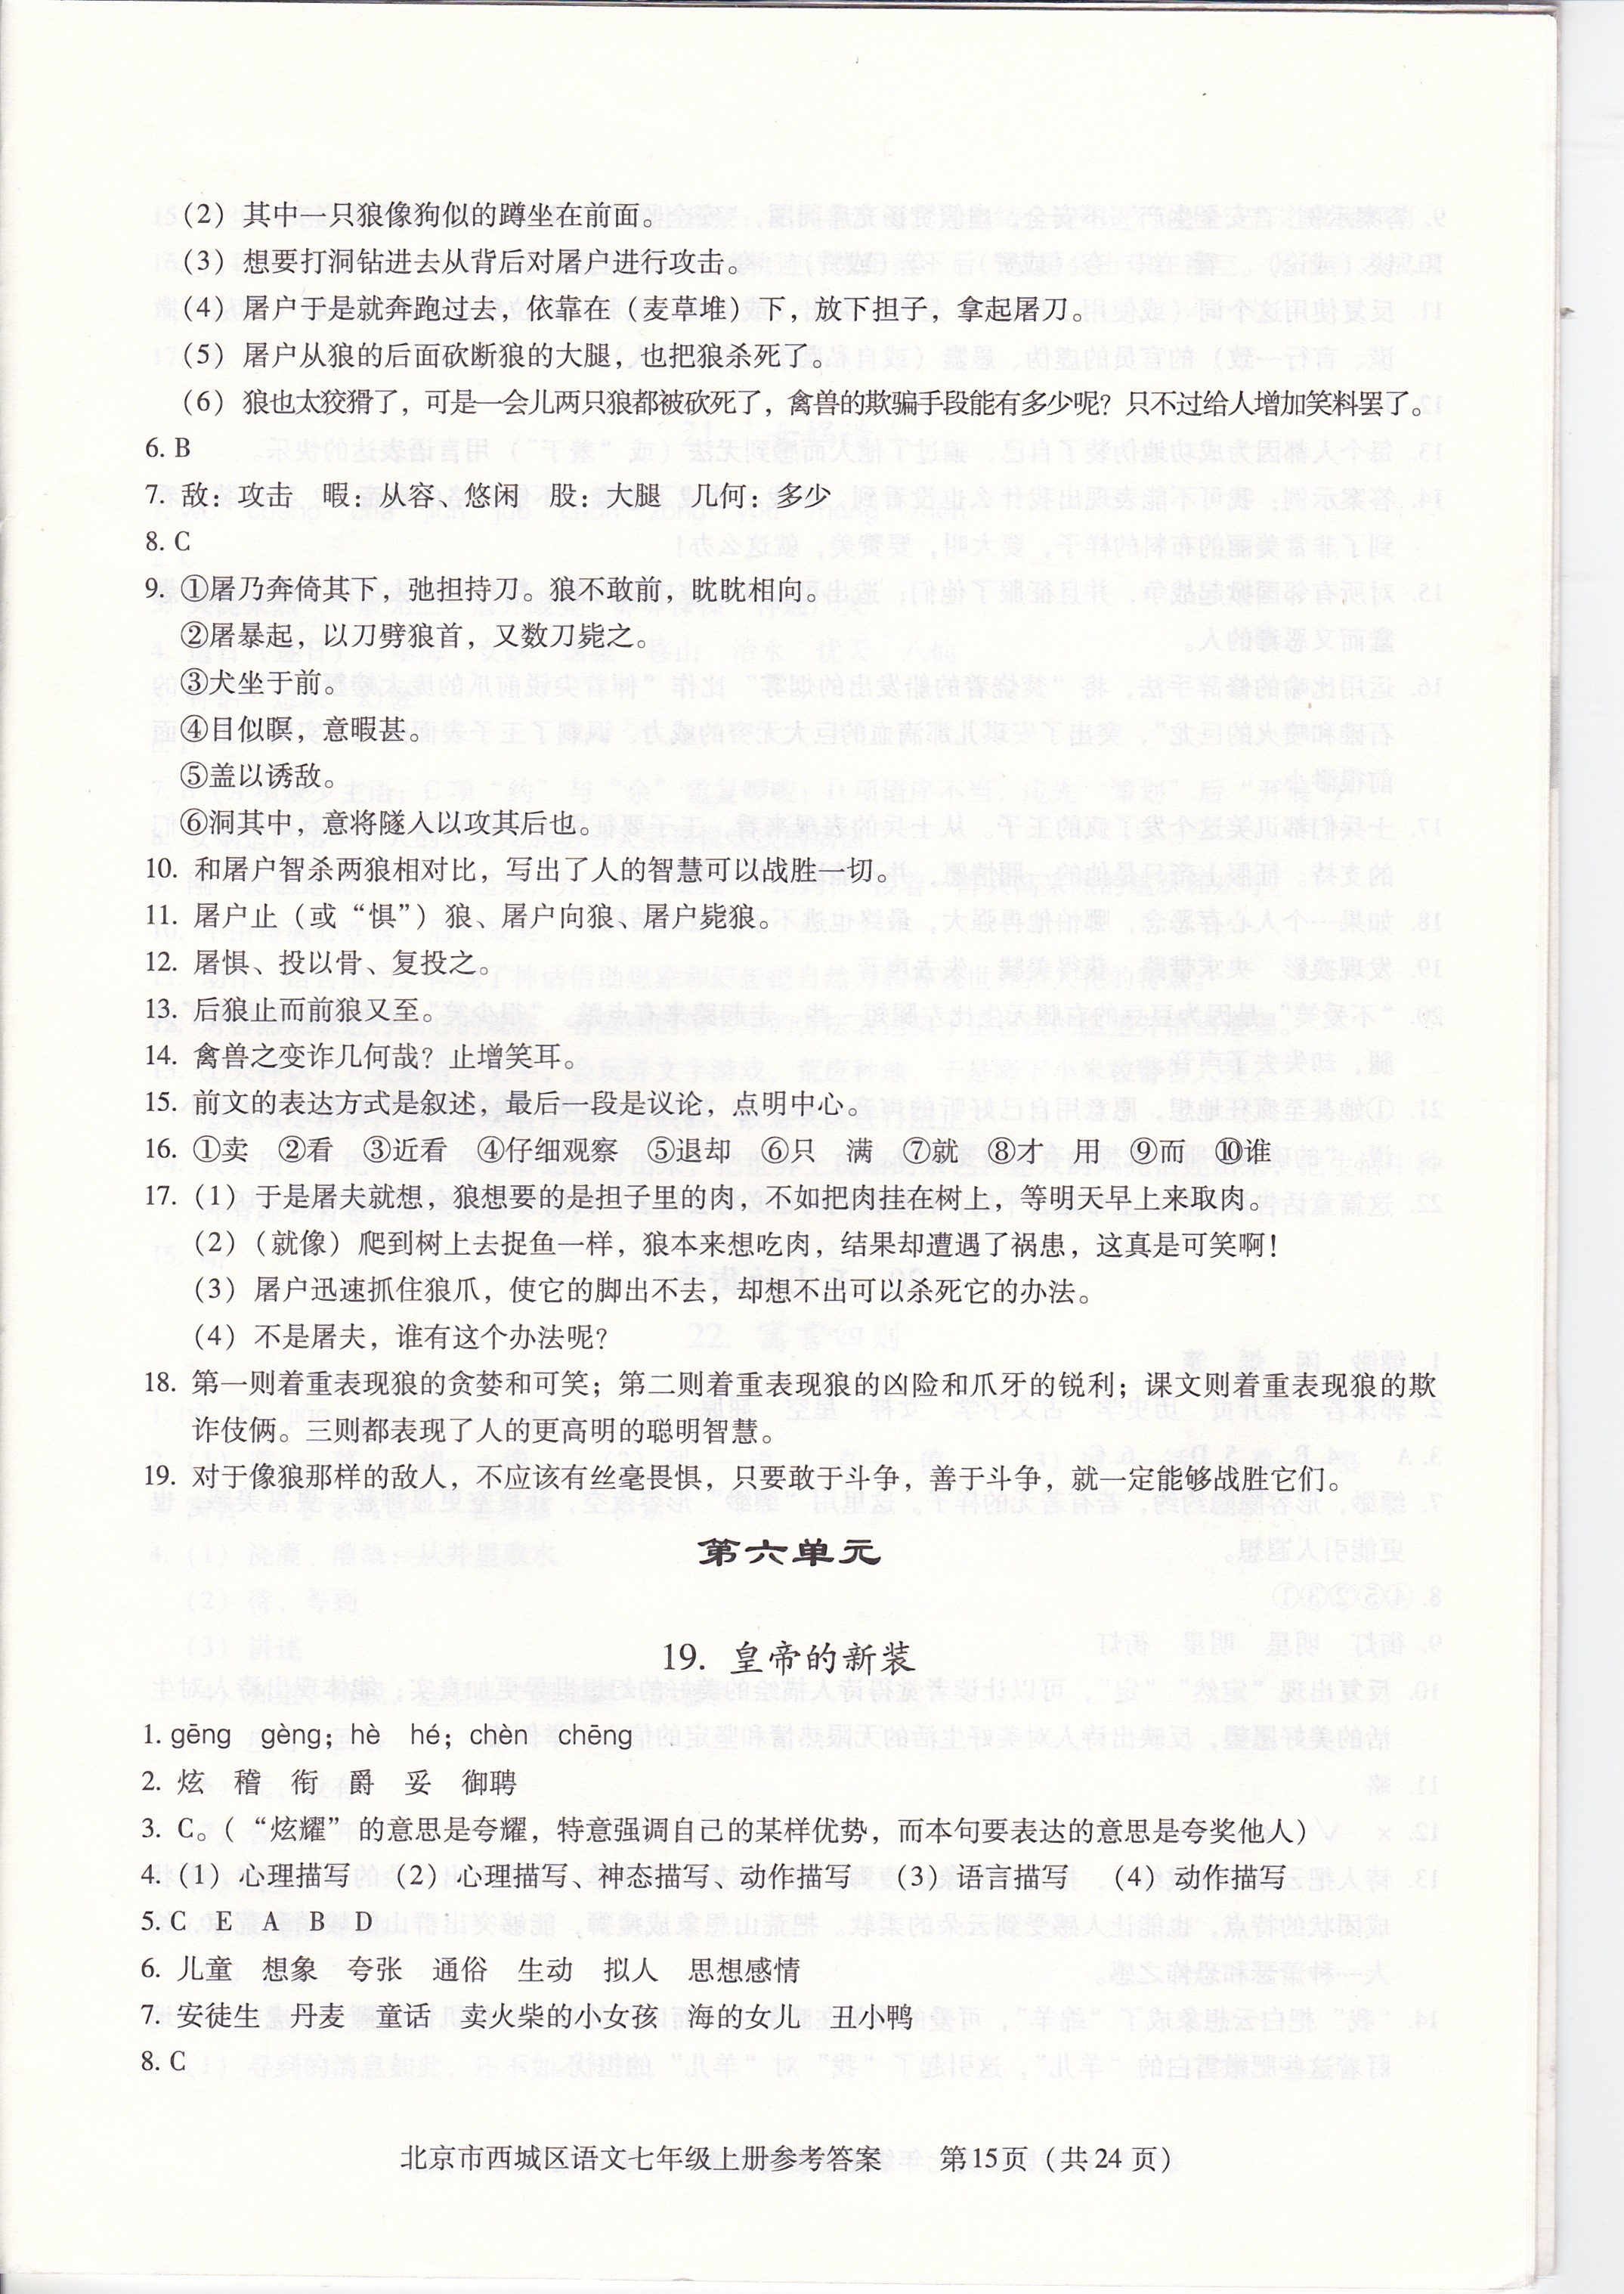 （2）其中一只狼像狗似的蹲坐在前面。
（3）想要打洞钻进去从背后对屠户进行攻击。
（4）屠户于是就奔跑过去，依靠在（麦草堆）下，放下担子，拿起屠刀。
（5）屠户从狼的后面砍断狼的大腿，也把狼杀死了。
（6）狼也太狡猾了，可是一会儿两只狼都被砍死了，禽兽的欺骗手段能有多少呢？只不过给人增加笑料罢了。
6. B
7. 敌：攻击　暇：从容、悠闲　股：大腿　几何：多少
8. C
9. ①屠乃奔倚其下，弛担持刀。狼不敢前，眈眈相向。
②屠暴起，以刀劈狼首，又数刀毙之。
③犬坐于前。
④目似瞑，意暇甚。
⑤盖以诱敌。
⑥洞其中，意将隧入以攻其后也。
10. 和屠户智杀两狼相对比，写出了人的智慧可以战胜一切。
11. 屠户止（或“惧”）狼、屠户向狼、屠户毙狼。
12. 屠惧、投以骨、复投之。
13. 后狼止而前狼又至。
14. 禽兽之变诈几何哉？止增笑耳。
15. 前文的表达方式是叙述，最后一段是议论，点明中心。
16. ①卖　②看　③近看　④仔细观察　⑤退却　⑥只　满　⑦就　⑧才　用　⑨而　⑩谁
17.（1）于是屠夫就想，狼想要的是担子里的肉，不如把肉挂在树上，等明天早上来取肉。
（2）（就像）爬到树上去捉鱼一样，狼本来想吃肉，结果却遭遇了祸患，这真是可笑啊！
（3）屠户迅速抓住狼爪，使它的脚出不去，却想不出可以杀死它的办法。
（4）不是屠夫，谁有这个办法呢？
18. 第一则着重表现狼的贪婪和可笑；第二则着重表现狼的凶险和爪牙的锐利；课文则着重表现狼的欺
诈伎俩。三则都表现了人的更高明的聪明智慧。
19. 对于像狼那样的敌人，不应该有丝毫畏惧，只要敢于斗争，善于斗争，就一定能够战胜它们。
第六单元
19. 皇帝的新装
1. gēng　gèng；hè　hé；chèn　chēng
2. 炫　稽　衔　爵　妥　御聘
3. C。（“炫耀”的意思是夸耀，特意强调自己的某样优势，而本句要表达的意思是夸奖他人）
4.（1）心理描写　（2）心理描写、神态描写、动作描写　（3）语言描写　（4）动作描写
5. C　E　A　B　D
6. 儿童　想象　夸张　通俗　生动　拟人　思想感情
7. 安徒生　丹麦　童话　卖火柴的小女孩　海的女儿　丑小鸭
8. C
北京市西城区语文七年级上册参考答案　　第15页（共24页）